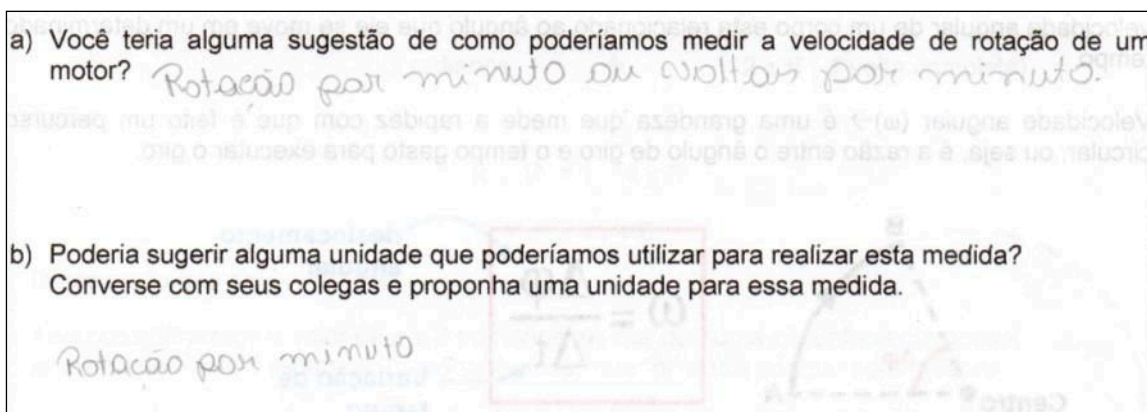 a) Você teria alguma sugestão de como poderíamos medir a velocidade de rotação de um
motor? Rotação por minuto ou voltas por minuto.
b) Poderia sugerir alguma unidade que poderíamos utilizar para realizar esta medida?
Converse com seus colegas e proponha uma unidade para essa medida.
Rotação por minuto